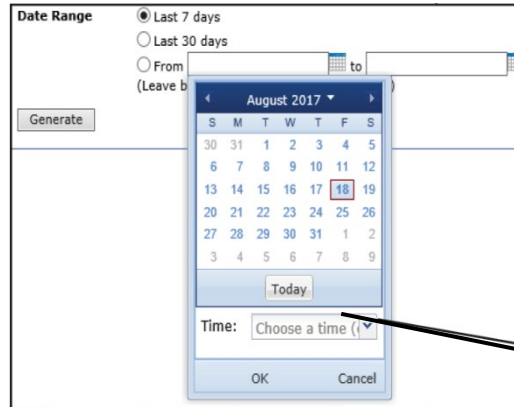 Date Range Last 7 days
Last 30 days
From to
(Leave b )
Generate
August 2017
S M T W T F S
30 31 1 2 3 4 5
6 7 8 9 10 11 12
13 14 15 16 17 18 19
20 21 22 23 24 25 26
27 28 29 30 31 1 2
3 4 5 6 7 8 9
Today
Time: Choose a time (
OK Cancel